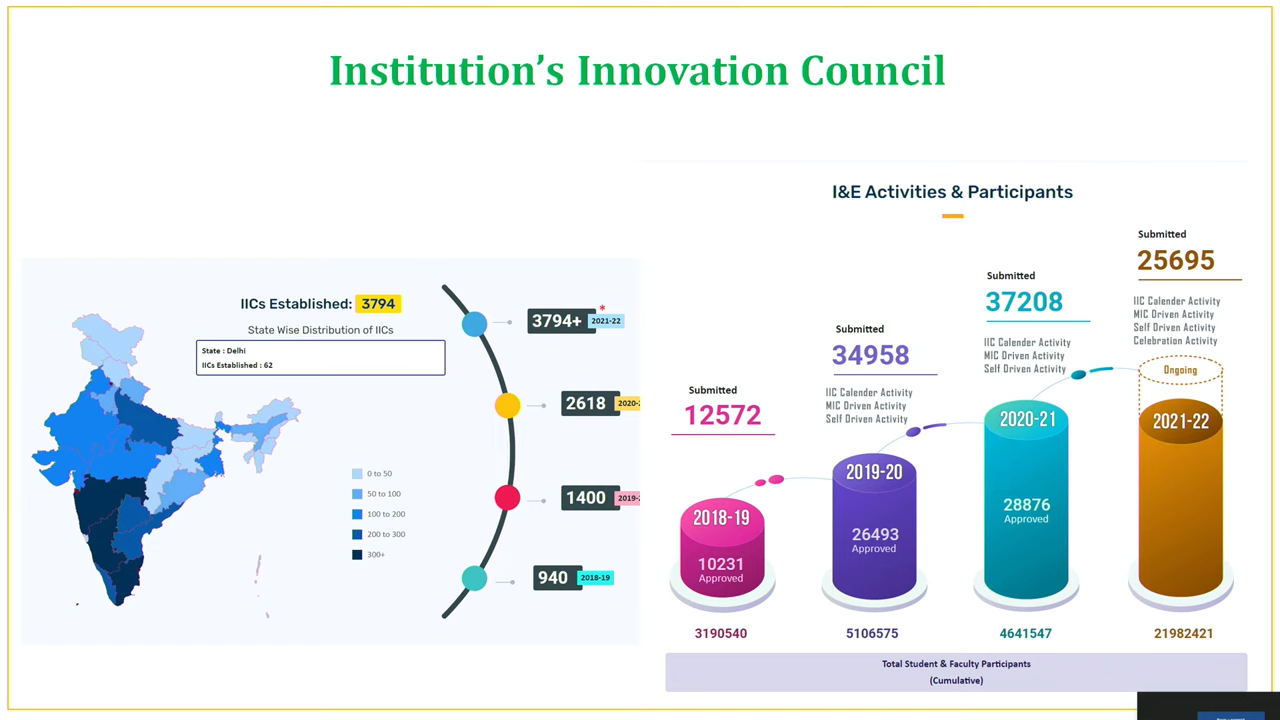 Institution's Innovation Council
IICs Established: 3794
State Wise Distribution of IICs
State : Delhi
IICs Established : 62
0 to 50
50 to 100
100 to 200
200 to 300
300+
*
3794+ 2021-22
2618 2020-
1400 2019-
940 2018-19
I&E Activities & Participants
Submitted
12572
2018-19
10231
Approved
3190540
Submitted
34958
IIC Calender Activity
MIC Driven Activity
Self Driven Activity
2019-20
26493
Approved
5106575
Submitted
37208
IIC Calender Activity
MIC Driven Activity
Self Driven Activity
2020-21
28876
Approved
4641547
Submitted
25695
IIC Calender Activity
MIC Driven Activity
Self Driven Activity
Celebration Activity
Ongoing
2021-22
21982421
Total Student & Faculty Participants
(Cumulative)